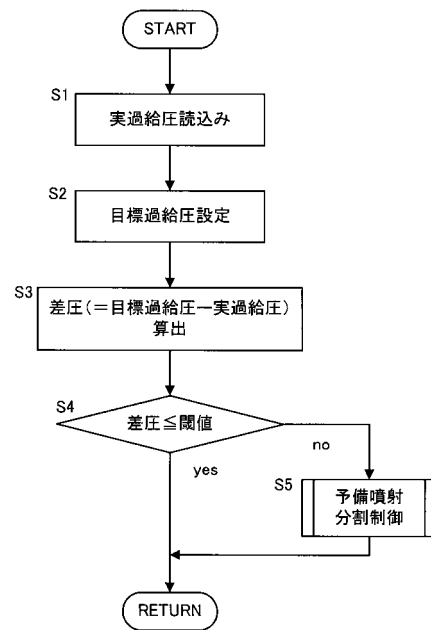 START
S1
実過給圧読込み
S2
目標過給圧設定
S3
差圧(=目標過給圧ー実過給圧)
算出
S4
差圧≦閾値
no
yes
S5
予備噴射
分割制御
RETURN